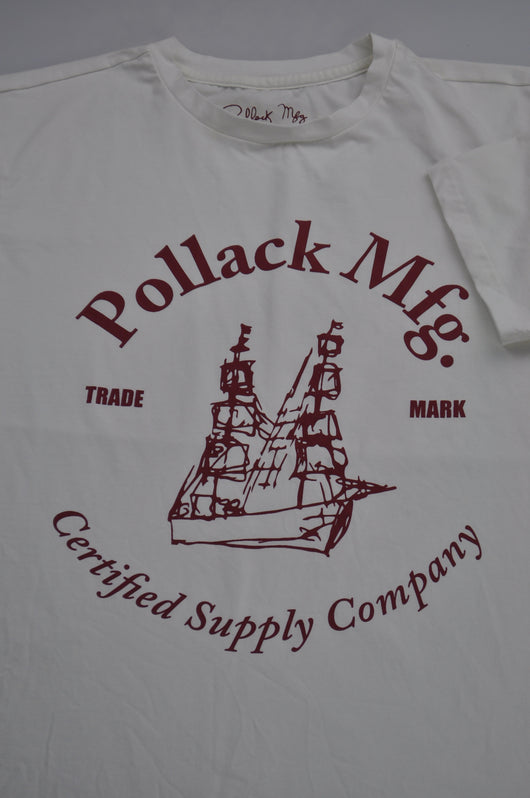 Pollack Mfg
Pollack Mfg.
TRADE MARK
Certified Supply Company